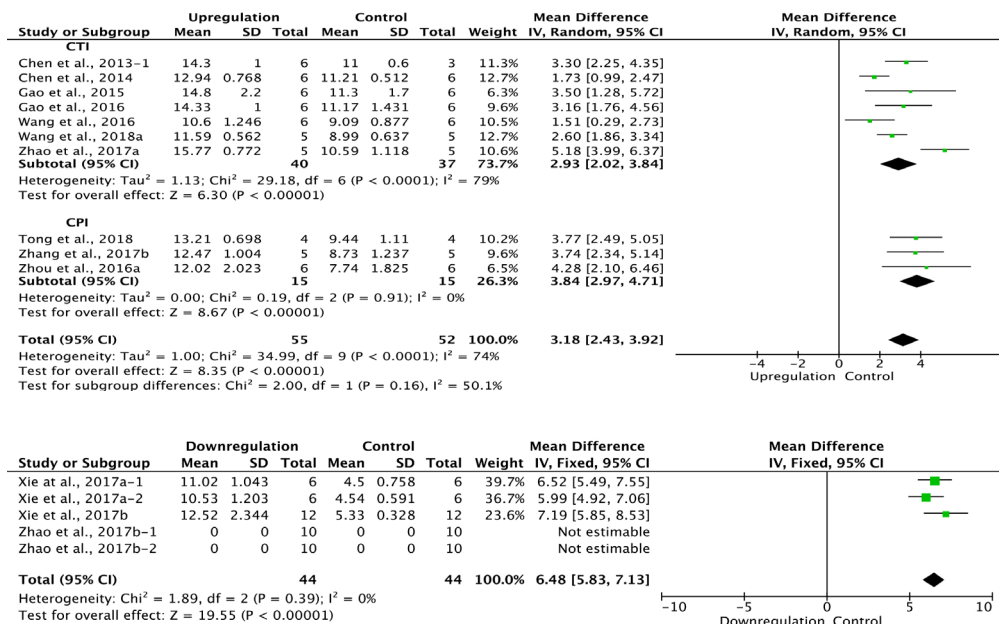 Upregulation Control Mean Difference Mean Difference
Study or Subgroup Mean SD Total Mean SD Total Weight IV, Random, 95% CI IV, Random, 95% CI
CTI
Chen et al., 2013-1 14.3 1 6 11 0.6 3 11.3% 3.30 [2.25, 4.35]
Chen et al., 2014 12.94 0.768 6 11.21 0.512 6 12.7% 1.73 [0.99, 2.47]
Gao et al., 2015 14.8 2.2 6 11.3 1.7 6 6.3% 3.50 [1.28, 5.72]
Gao et al., 2016 14.33 1 6 11.17 1.431 6 9.6% 3.16 [1.76, 4.56]
Wang et al., 2016 10.6 1.246 6 9.09 0.877 6 10.5% 1.51 [0.29, 2.73]
Wang et al., 2018a 11.59 0.562 5 8.99 0.637 5 12.7% 2.60 [1.86, 3.34]
Zhao et al., 2017a 15.77 0.772 5 10.59 1.118 5 10.6% 5.18 [3.99, 6.37]
Subtotal (95% CI) 40 37 73.7% 2.93 [2.02, 3.84]
Heterogeneity: Tau² = 1.13; Chi² = 29.18, df = 6 (P < 0.0001); I² = 79%
Test for overall effect: Z = 6.30 (P < 0.00001)
CPI
Tong et al., 2018 13.21 0.698 4 9.44 1.11 4 10.2% 3.77 [2.49, 5.05]
Zhang et al., 2017b 12.47 1.004 5 8.73 1.237 5 9.6% 3.74 [2.34, 5.14]
Zhou et al., 2016a 12.02 2.023 6 7.74 1.825 6 6.5% 4.28 [2.10, 6.46]
Subtotal (95% CI) 15 15 26.3% 3.84 [2.97, 4.71]
Heterogeneity: Tau² = 0.00; Chi² = 0.19, df = 2 (P = 0.91); I² = 0%
Test for overall effect: Z = 8.67 (P < 0.00001)
Total (95% CI) 55 52 100.0% 3.18 [2.43, 3.92]
Heterogeneity: Tau² = 1.00; Chi² = 34.99, df = 9 (P < 0.0001); I² = 74%
Test for overall effect: Z = 8.35 (P < 0.00001)
Test for subgroup differences: Chi² = 2.00, df = 1 (P = 0.16), I² = 50.1%
-4 -2 0 2 4
Upregulation Control
Downregulation Control Mean Difference Mean Difference
Study or Subgroup Mean SD Total Mean SD Total Weight IV, Fixed, 95% CI IV, Fixed, 95% CI
Xie at al., 2017a-1 11.02 1.043 6 4.5 0.758 6 39.7% 6.52 [5.49, 7.55]
Xie et al., 2017a-2 10.53 1.203 6 4.54 0.591 6 36.7% 5.99 [4.92, 7.06]
Xie et al., 2017b 12.52 2.344 12 5.33 0.328 12 23.6% 7.19 [5.85, 8.53]
Zhao et al., 2017b-1 0 0 10 0 0 10 Not estimable
Zhao et al., 2017b-2 0 0 10 0 0 10 Not estimable
Total (95% CI) 44 44 100.0% 6.48 [5.83, 7.13]
Heterogeneity: Chi² = 1.89, df = 2 (P = 0.39); I² = 0%
Test for overall effect: Z = 19.55 (P < 0.00001)
-10 -5 0 5 10
Downregulation Control